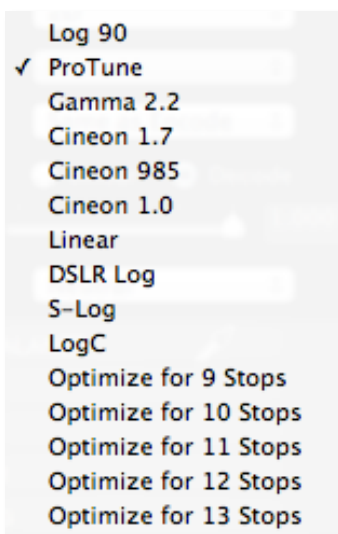 Log 90
✓ ProTune
Gamma 2.2
Cineon 1.7
Cineon 985
Cineon 1.0
Linear
DSLR Log
S-Log
LogC
Optimize for 9 Stops
Optimize for 10 Stops
Optimize for 11 Stops
Optimize for 12 Stops
Optimize for 13 Stops